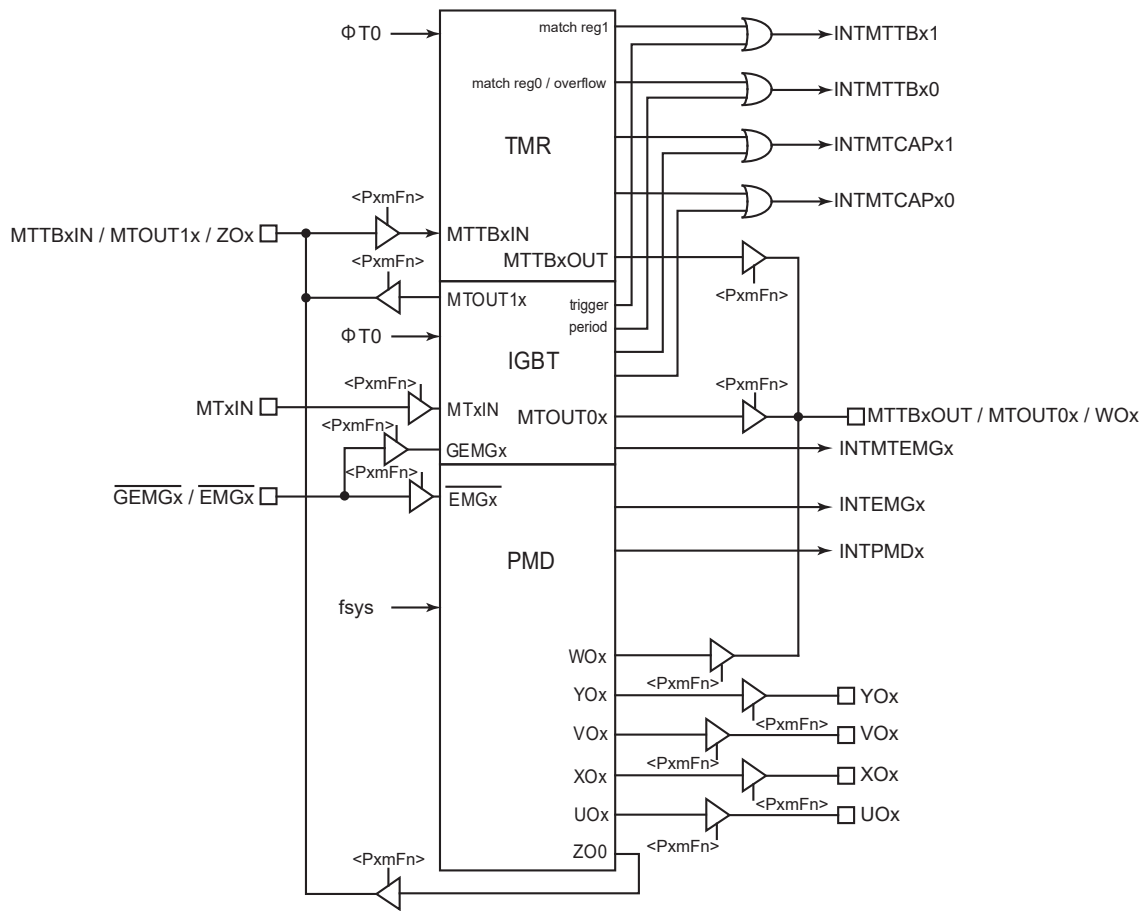 ΦT0
match reg1
INTMTTBx1
match reg0 / overflow
INTMTTBx0
TMR
INTMTCAPx1
<PxmFn>
INTMTCAPx0
MTTBxIN / MTOUT1x / ZOx
MTTBxIN
MTTBxOUT
<PxmFn>
<PxmFn>
MTOUT1x
trigger
ΦT0
period
IGBT
<PxmFn>
<PxmFn>
MTxIN
MTxIN
MTOUT0x
MTTBxOUT / MTOUT0x / WOx
<PxmFn>
GEMGx
INTMTEMGx
<PxmFn>
GEMGx / EMGx
EMGx
INTEMGx
PMD
INTPMDx
fsys
WOx
<PxmFn>
YOx
YOx
<PxmFn>
VOx
VOx
<PxmFn>
XOx
XOx
<PxmFn>
UOx
UOx
<PxmFn>
ZO0
<PxmFn>